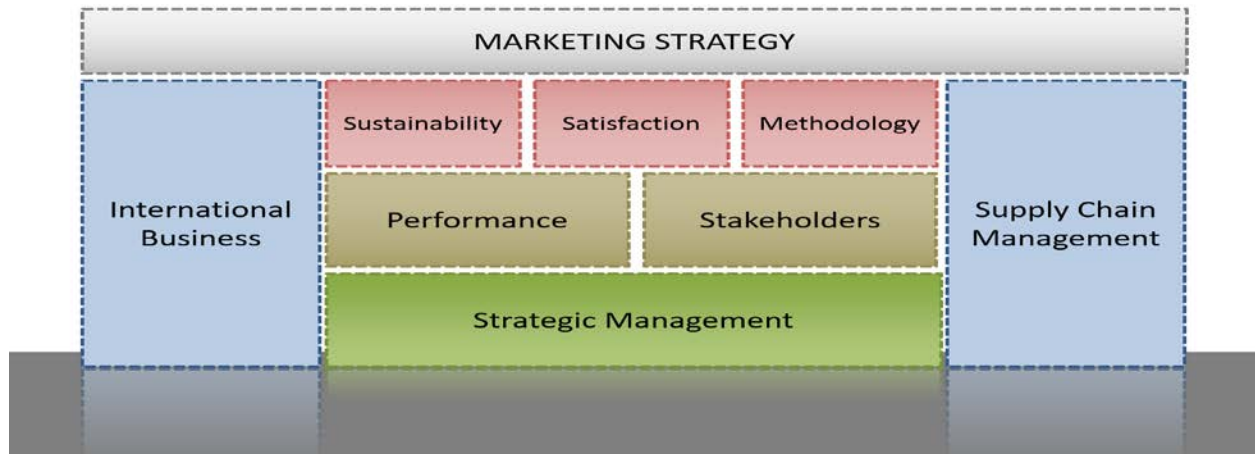 MARKETING STRATEGY
Sustainability
Satisfaction
Methodology
International
Business
Performance
Stakeholders
Supply Chain
Management
Strategic Management